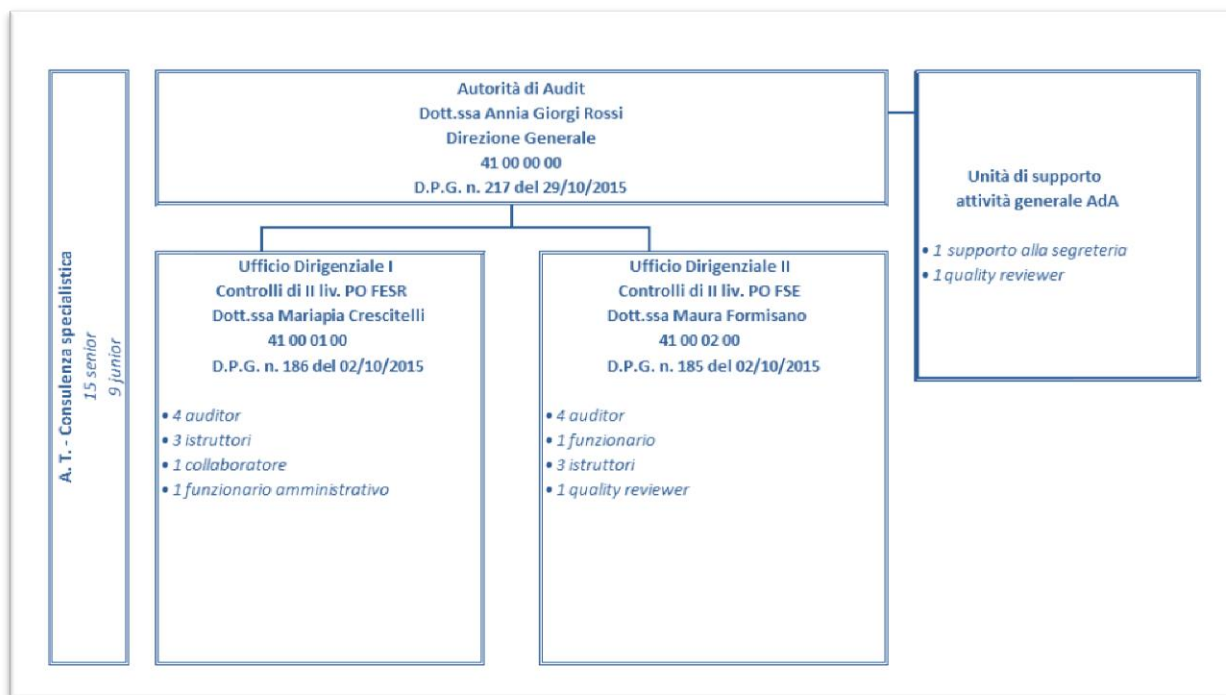 A. T. - Consulenza specialistica
15 senior
9 junior
Autorità di Audit
Dott.ssa Annia Giorgi Rossi
Direzione Generale
41 00 00 00
D.P.G. n. 217 del 29/10/2015
Unità di supporto
attività generale AdA
• 1 supporto alla segreteria
• 1 quality reviewer
Ufficio Dirigenziale I
Controlli di II liv. PO FESR
Dott.ssa Mariapia Crescitelli
41 00 01 00
D.P.G. n. 186 del 02/10/2015
• 4 auditor
• 3 istruttori
• 1 collaboratore
• 1 funzionario amministrativo
Ufficio Dirigenziale II
Controlli di II liv. PO FSE
Dott.ssa Maura Formisano
41 00 02 00
D.P.G. n. 185 del 02/10/2015
• 4 auditor
• 1 funzionario
• 3 istruttori
• 1 quality reviewer